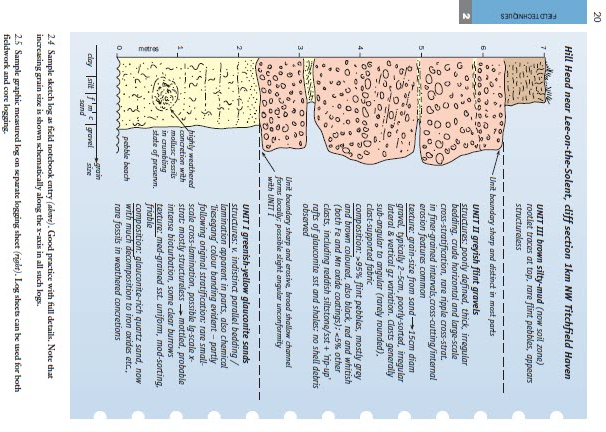 20
FIELD TECHNIQUES
2
Hill Head near Lee-on-the-Solent, cliff section 1km NW Titchfield Haven
7
6
5
4
3
2
1
0
metres
clay silt f m c gravel
sand
grain size
pebble beach
highly weathered
concretion with
mollusc fossils
in crumbling
state of preserv.
UNIT III brown silty-mud (now soil zone)
rootlet traces at top, rare flint pebbles, appears
structureless
Unit boundary sharp and distinct in most parts
UNIT II greyish flint gravels
structures: poorly defined, thick, irregular
bedding, crude horizontal and large-scale
cross-stratification, rare ripple cross-strat.
in fine-grained intervals,cross-cutting/internal
erosion features common
texture: grain-size from sand → 15cm diam
gravel, typically 2–5cm, poorly-sorted, irregular
lateral & vertical gz variation. Clasts generally
sub-angular to angular (rarely rounded),
class-supported fabric
composition: >95% flint pebbles, mostly grey
and brown coloured, also black, red and whitish
(both Fe and Mn oxide coatings); <5% other
clasts, including reddish siltstone/sst + 'rip-up'
rafts of glauconite sst and shales; no shell debris
observed
Unit boundary sharp and erosive, broad shallow channel
forms locally; possible slight angular unconformity
with UNIT I
UNIT I greenish-yellow glauconite sands
structures: v. indistinct parallel bedding /
lamination apparent in parts, also chemical
'liesegang' colour banding evident – partly
following original stratification; rare small-
scale cross-lamination, possible lg-scale x-
strat; mostly structureless → mottled, probable
intense bioturbation, some clear burrows
texture: med-grained sst, uniform, mod-sorting,
friable
composition: glauconite-rich quartz sand, now
with much decomposition to iron oxides etc.,
rare fossils in weathered concretions
2.4 Sample sketch log in field notebook entry (above). Good practice with full details. Note that
increasing grain size is shown schematically along the x-axis in all such logs.
2.5 Sample graphic measured log on separate logging sheet (right). Log sheets can be used for both
fieldwork and core logging.